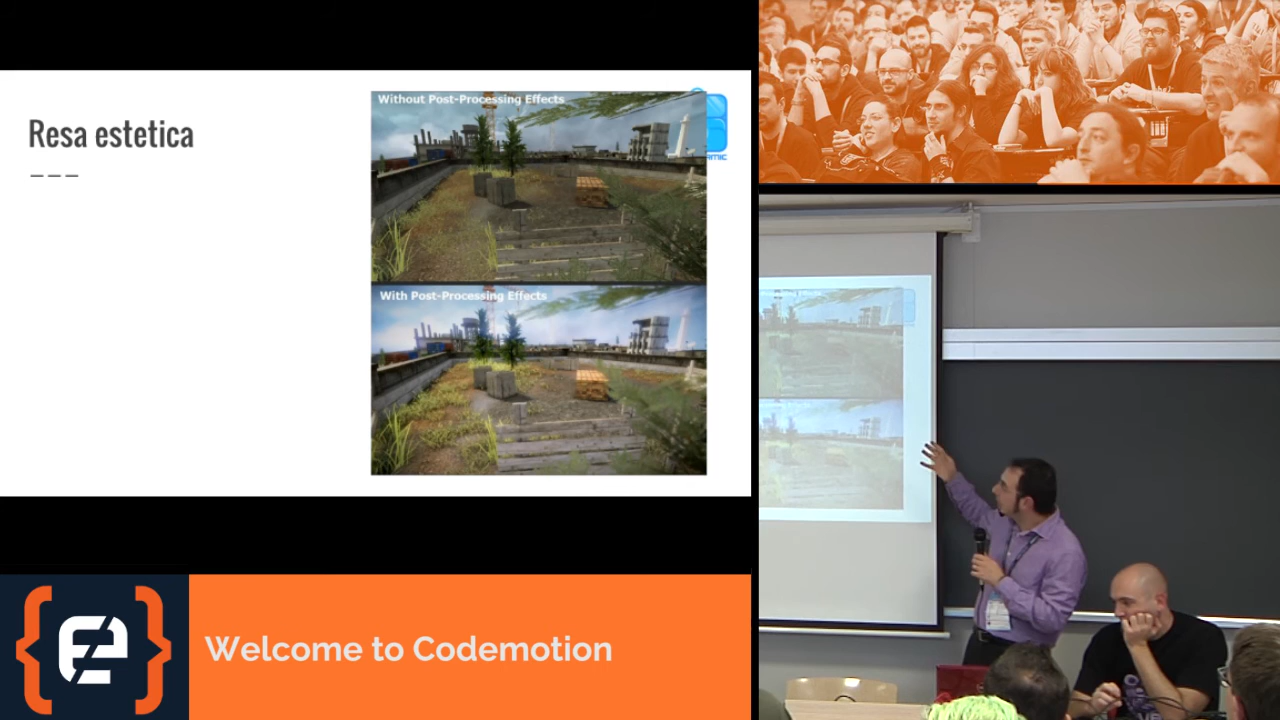 Resa estetica
Without Post-Processing Effects
With Post-Processing Effects
Welcome to Codemotion